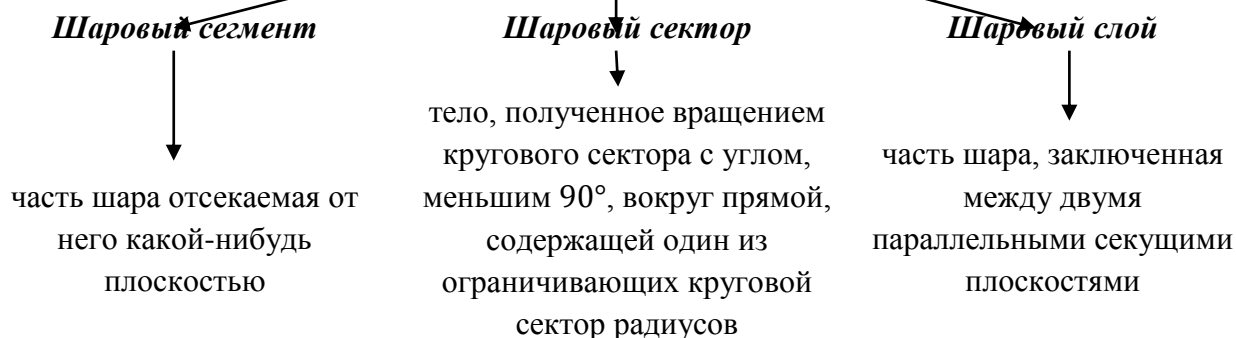 Шаровый сегмент
часть шара отсекаемая от
него какой-нибудь
плоскостью
Шаровый сектор
тело, полученное вращением
кругового сектора с углом,
меньшим 90°, вокруг прямой,
содержащей один из
ограничивающих круговой
сектор радиусов
Шаровый слой
часть шара, заключенная
между двумя
параллельными секущими
плоскостями